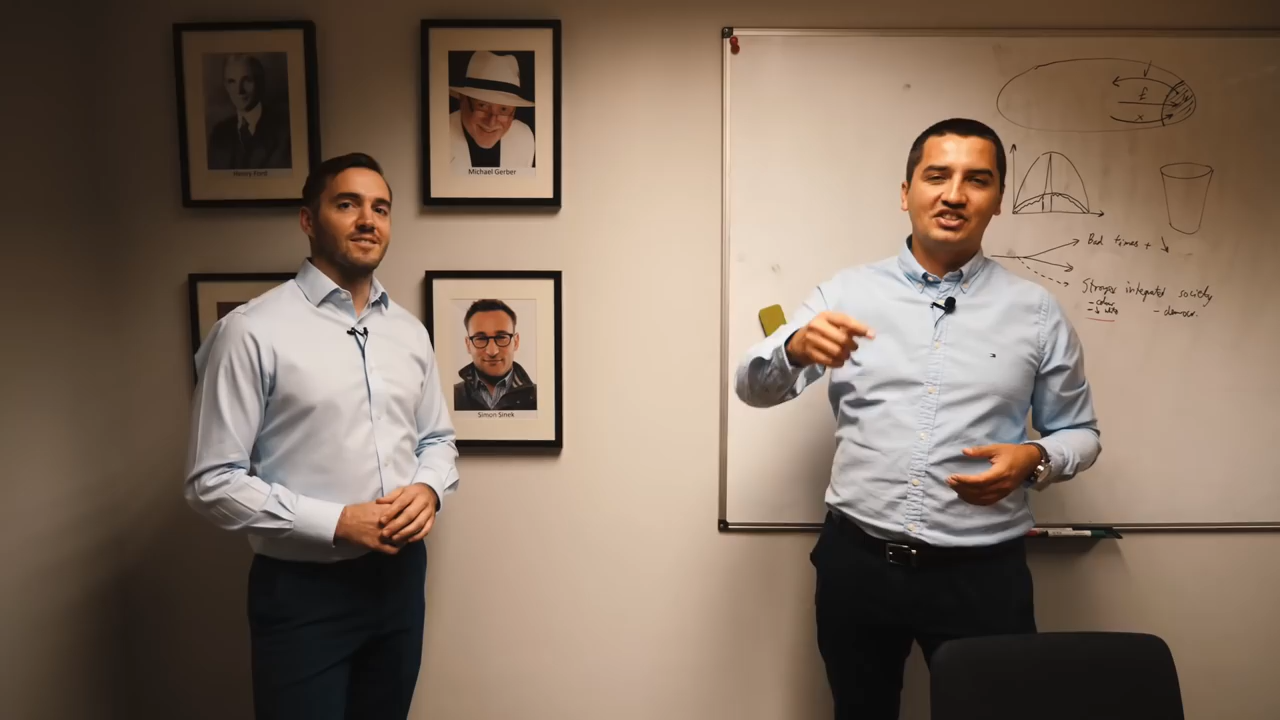 Henry Ford
Michael Gerber
Simon Sinek
£
x
Bad times +
Stronger integrated society
- democr.